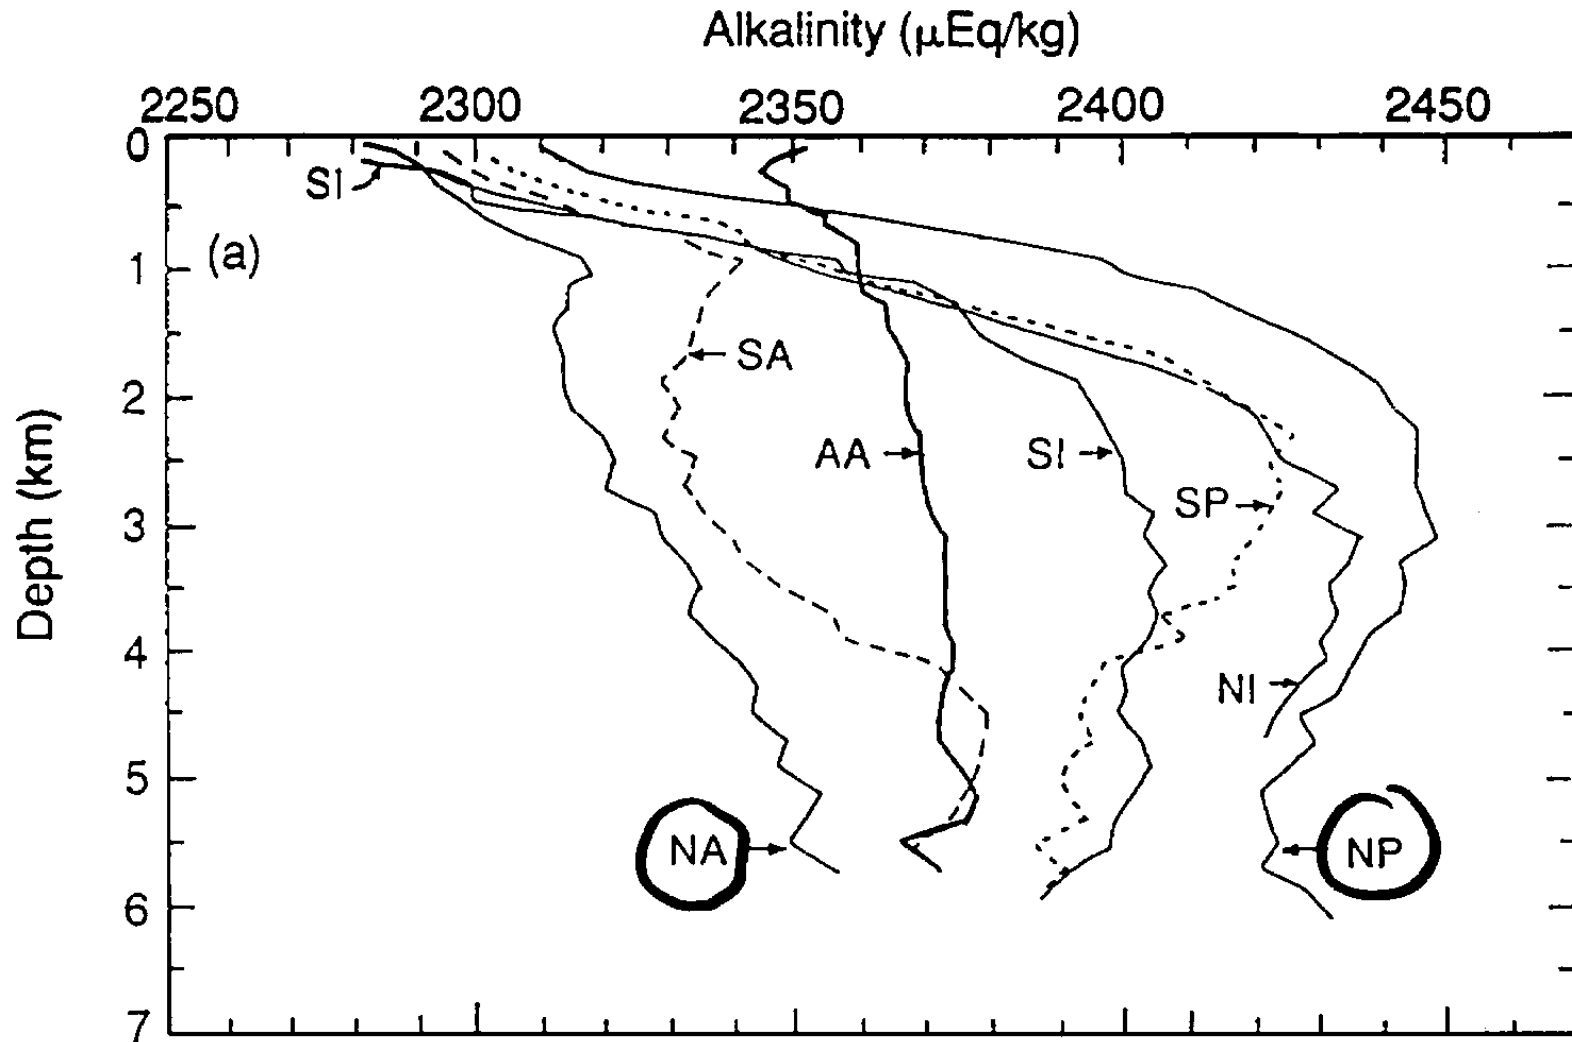 Alkalinity (μEq/kg)
2250 2300 2350 2400 2450
0
SI
(a)
1
SA
2
AA
SI
SP
Depth (km)
3
4
NI
5
NA
NP
6
7